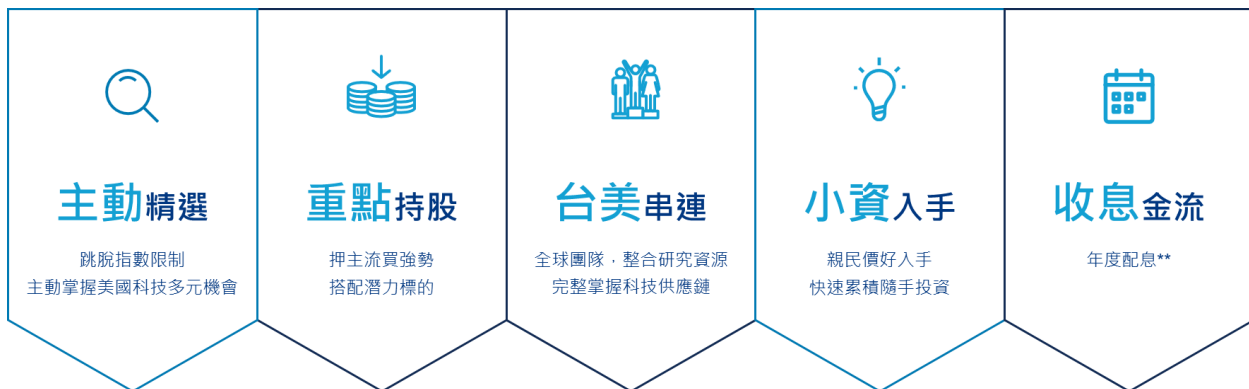 主動精選
跳脫指數限制
主動掌握美國科技多元機會
重點持股
押主流買強勢
搭配潛力標的
台美串連
全球團隊，整合研究資源
完整掌握科技供應鏈
小資入手
親民價好入手
快速累積隨手投資
收息金流
年度配息**